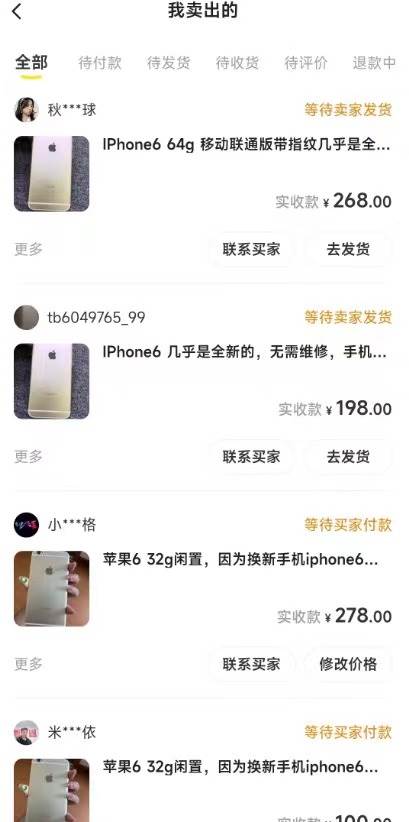 我卖出的
全部 待付款 待发货 待收货 待评价 退款中
秋***球 等待卖家发货
IPhone6 64g 移动联通版带指纹几乎是全...
实收款 ¥ 268.00
更多 联系买家 去发货
tb6049765_99 等待卖家发货
IPhone6 几乎是全新的，无需维修，手机...
实收款 ¥ 198.00
更多 联系买家 去发货
小***格 等待买家付款
苹果6 32g闲置，因为换新手机iphone6...
实收款 ¥ 278.00
更多 联系买家 修改价格
米***依 等待买家付款
苹果6 32g闲置，因为换新手机iphone6...